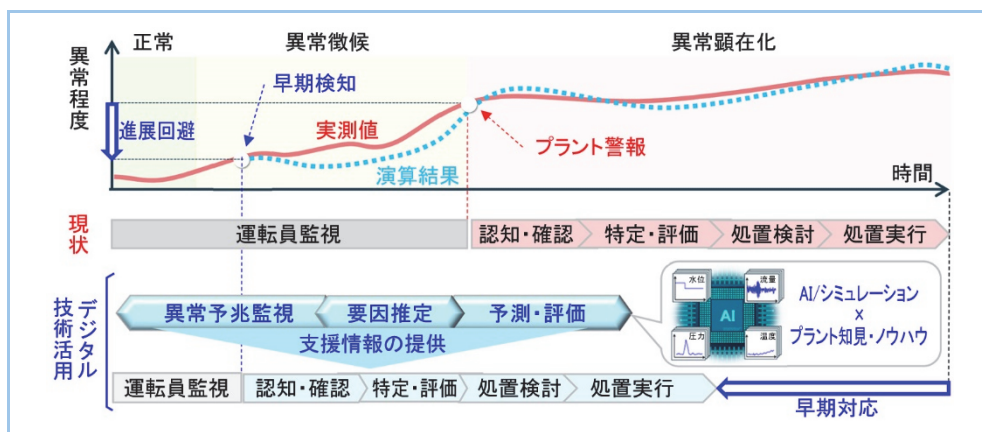 正常
異常徴候
異常顕在化
異常程度
早期検知
進展回避
実測値
プラント警報
演算結果
時間
現状
運転員監視
認知・確認
特定・評価
処置検討
処置実行
デジタル
技術活用
異常予兆監視
要因推定
予測・評価
支援情報の提供
水位
流量
AI
圧力
温度
AI/シミュレーション
×
プラント知見・ノウハウ
運転員監視
認知・確認
特定・評価
処置検討
処置実行
早期対応